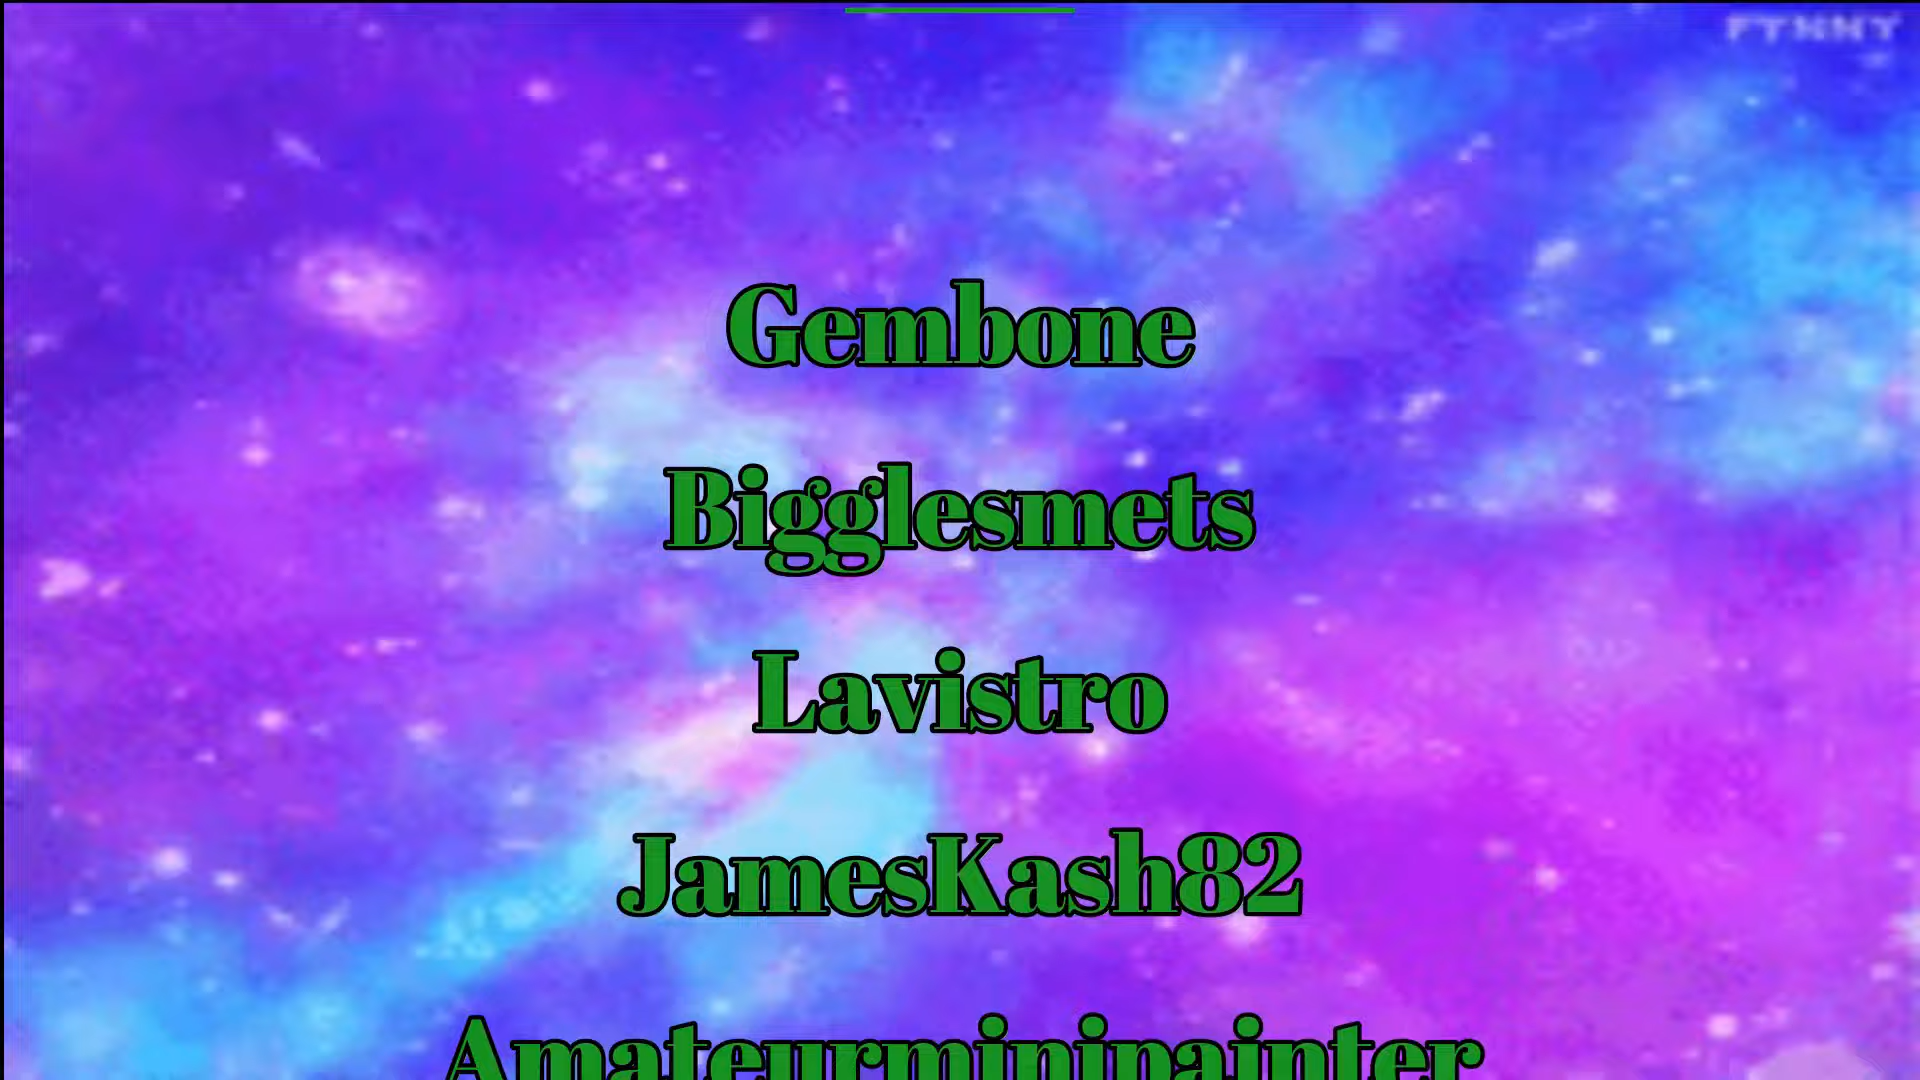 Gembone
Bigglesmets
Lavistro
JamesKash82
Amateurminipainter